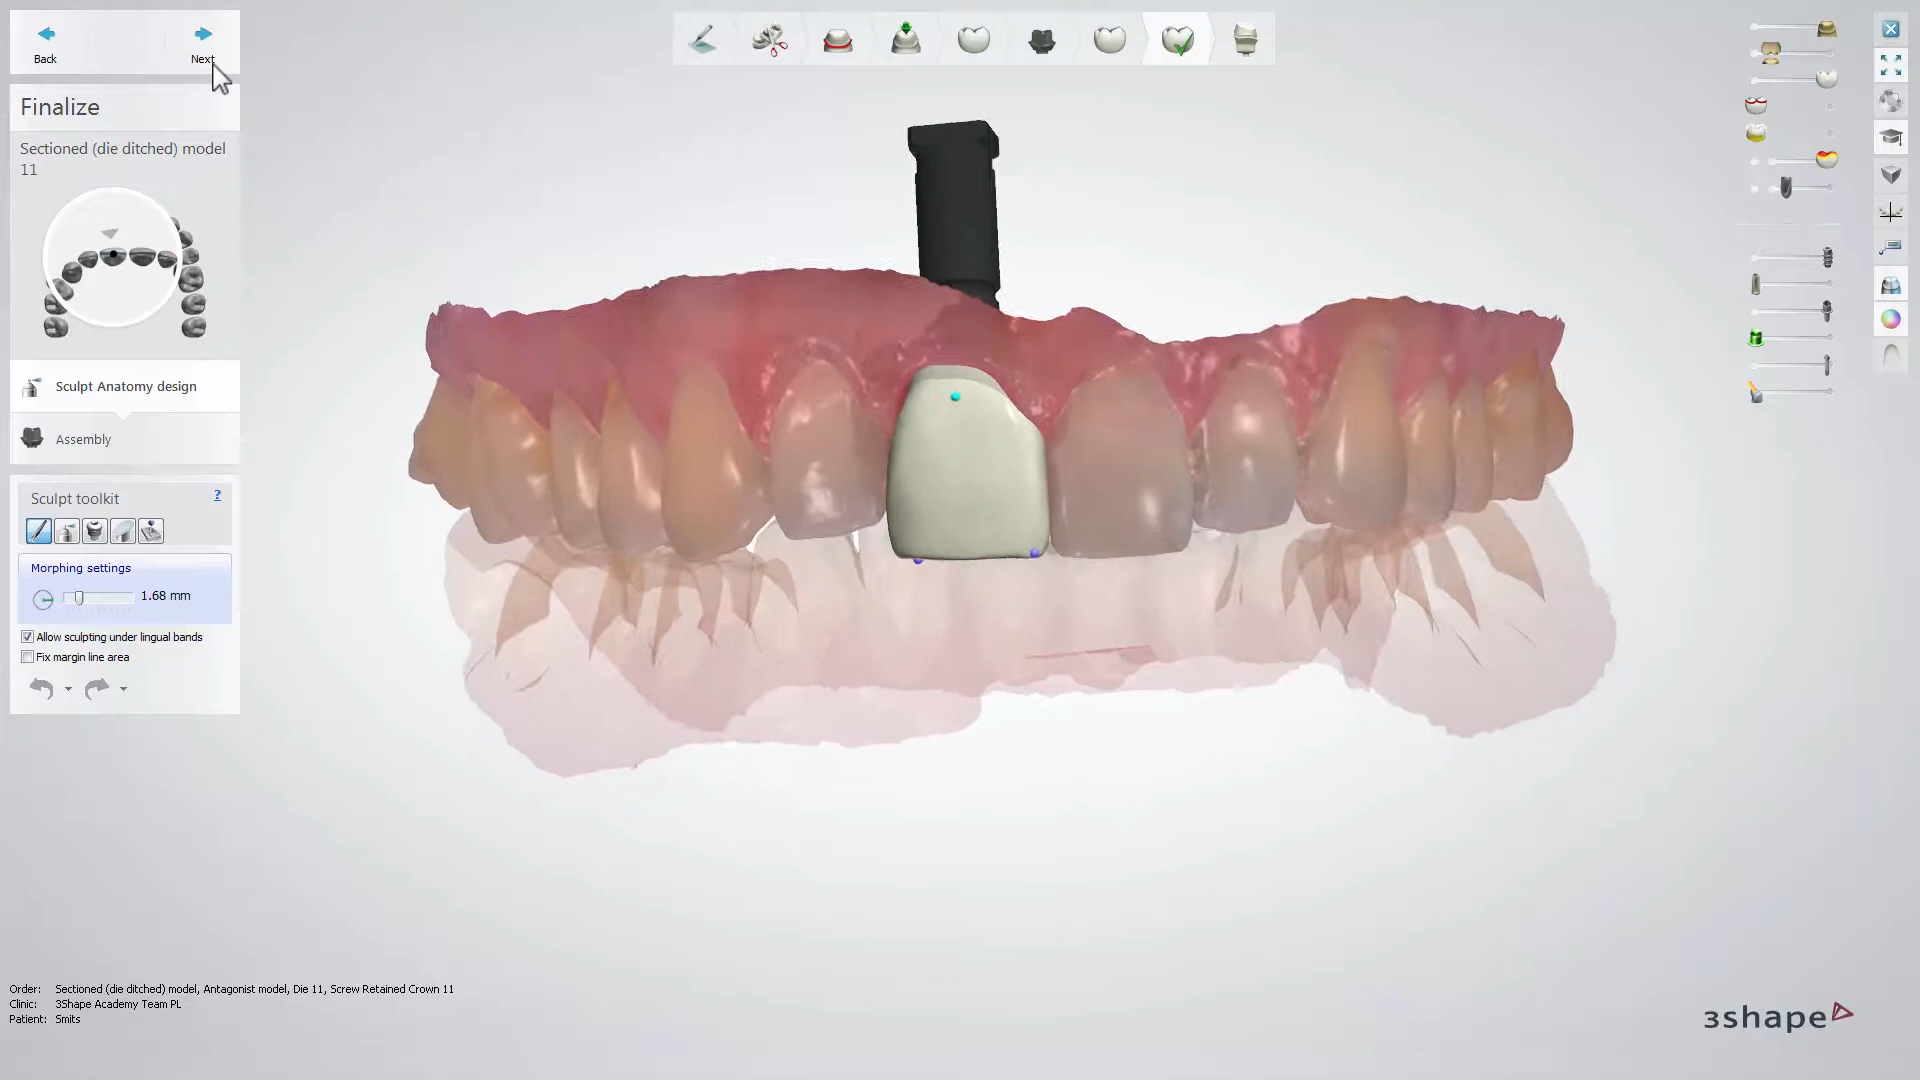 Back
Next
Finalize
Sectioned (die ditched) model
11
Sculpt Anatomy design
Assembly
Sculpt toolkit
?
Morphing settings
1.68 mm
Allow sculpting under lingual bands
Fix margin line area
Order: Sectioned (die ditched) model, Antagonist model, Die 11, Screw Retained Crown 11
Clinic: 3Shape Academy Team PL
Patient: Smits
3shape